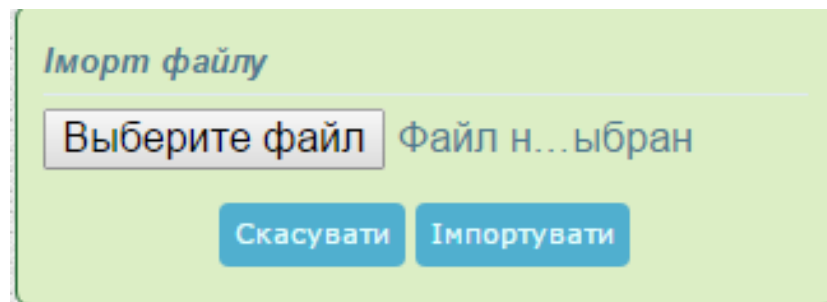 Іморт файлу
Выберите файл Файл н...ыбран
Скасувати Імпортувати